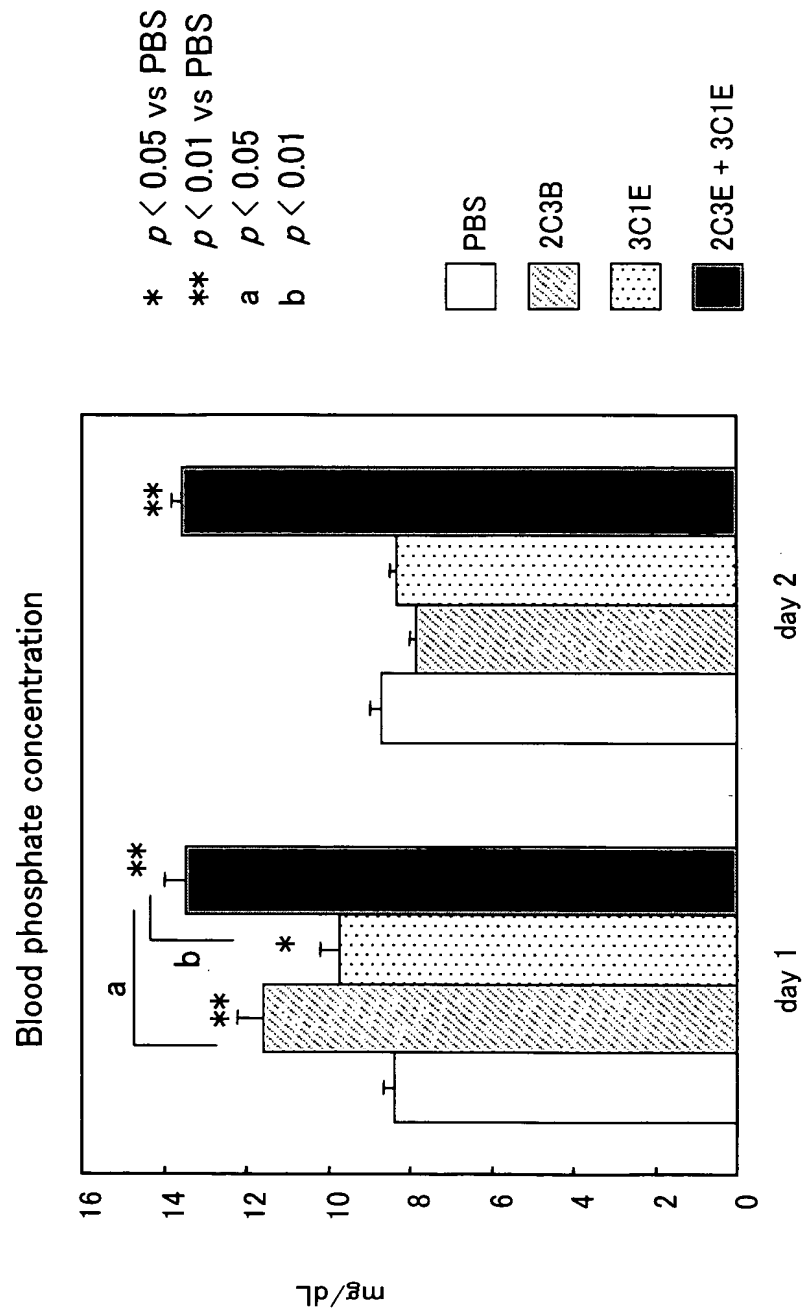 Blood phosphate concentration
* p < 0.05 vs PBS
** p < 0.01 vs PBS
a p < 0.05
b p < 0.01
PBS
2C3B
3C1E
2C3E + 3C1E
mg/dL
16
14
12
10
8
6
4
2
0
a
b
**
*
**
**
day 1
day 2